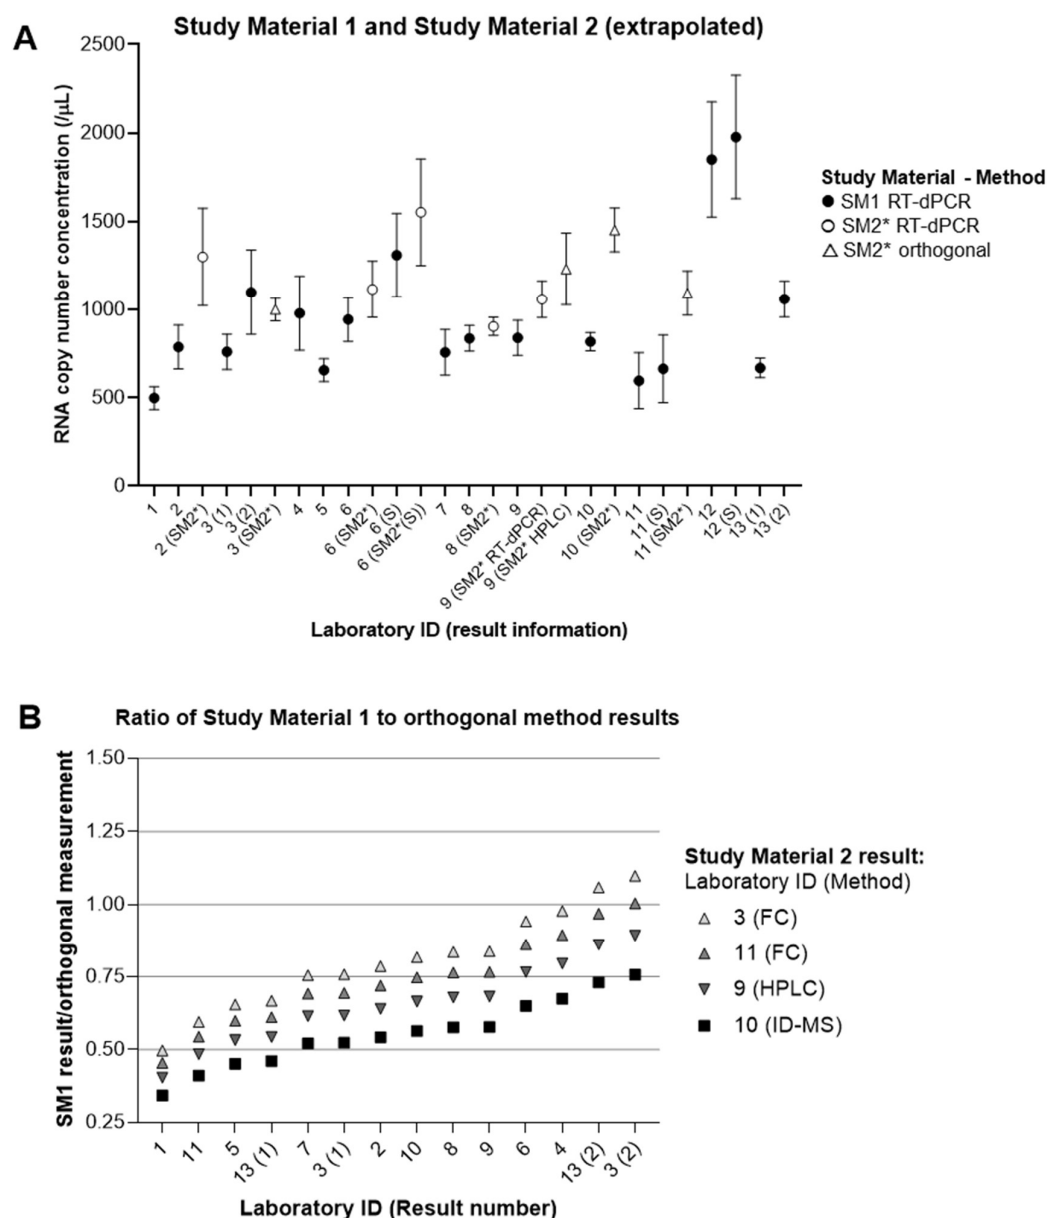 A
Study Material 1 and Study Material 2 (extrapolated)
RNA copy number concentration (/μL)
2500
2000
1500
1000
500
0
1
2
2 (SM2*)
3 (1)
3 (2)
3 (SM2*)
4
5
6
6 (SM2*)
6 (S)
6 (SM2*(S))
7
8
8 (SM2*)
9
9 (SM2* RT-dPCR)
9 (SM2* HPLC)
10
10 (SM2*)
11
11 (S)
11 (SM2*)
12
12 (S)
13 (1)
13 (2)
Laboratory ID (result information)
Study Material - Method
SM1 RT-dPCR
SM2* RT-dPCR
SM2* orthogonal
B
Ratio of Study Material 1 to orthogonal method results
SM1 result/orthogonal measurement
1.50
1.25
1.00
0.75
0.50
0.25
1
11
5
13 (1)
7
3 (1)
2
10
8
9
6
4
13 (2)
3 (2)
Laboratory ID (Result number)
Study Material 2 result:
Laboratory ID (Method)
3 (FC)
11 (FC)
9 (HPLC)
10 (ID-MS)